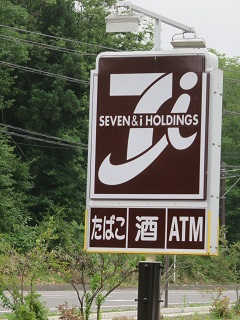 7i
SEVEN & i HOLDINGS
たばこ 酒 ATM